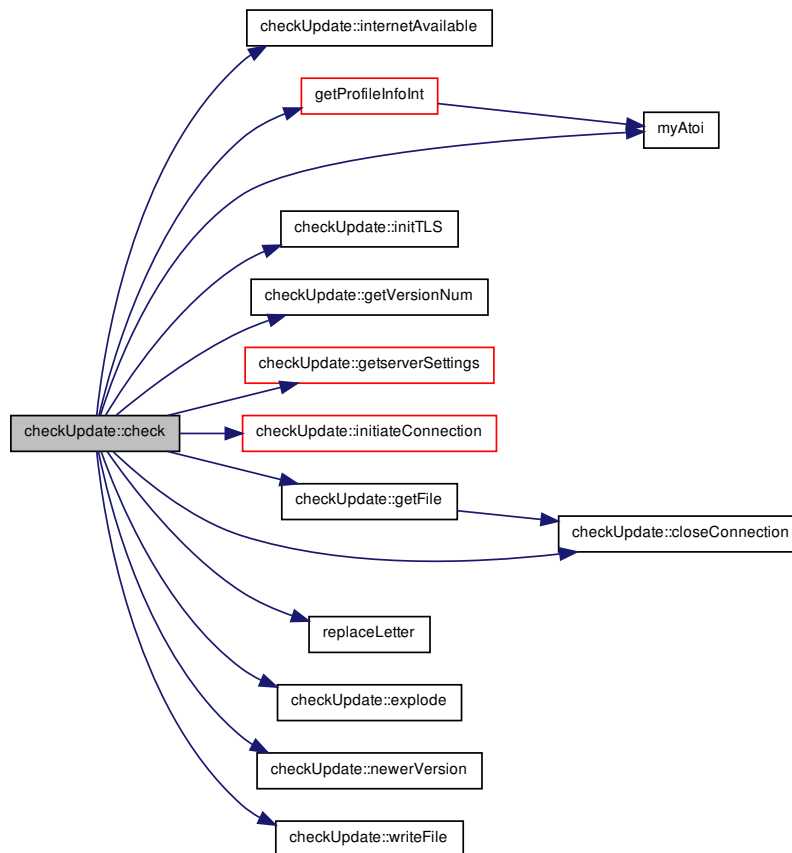 checkUpdate::internetAvailable
getProfileInfoInt
myAtoi
checkUpdate::initTLS
checkUpdate::getVersionNum
checkUpdate::getserverSettings
checkUpdate::check
checkUpdate::initiateConnection
checkUpdate::getFile
checkUpdate::closeConnection
replaceLetter
checkUpdate::explode
checkUpdate::newerVersion
checkUpdate::writeFile